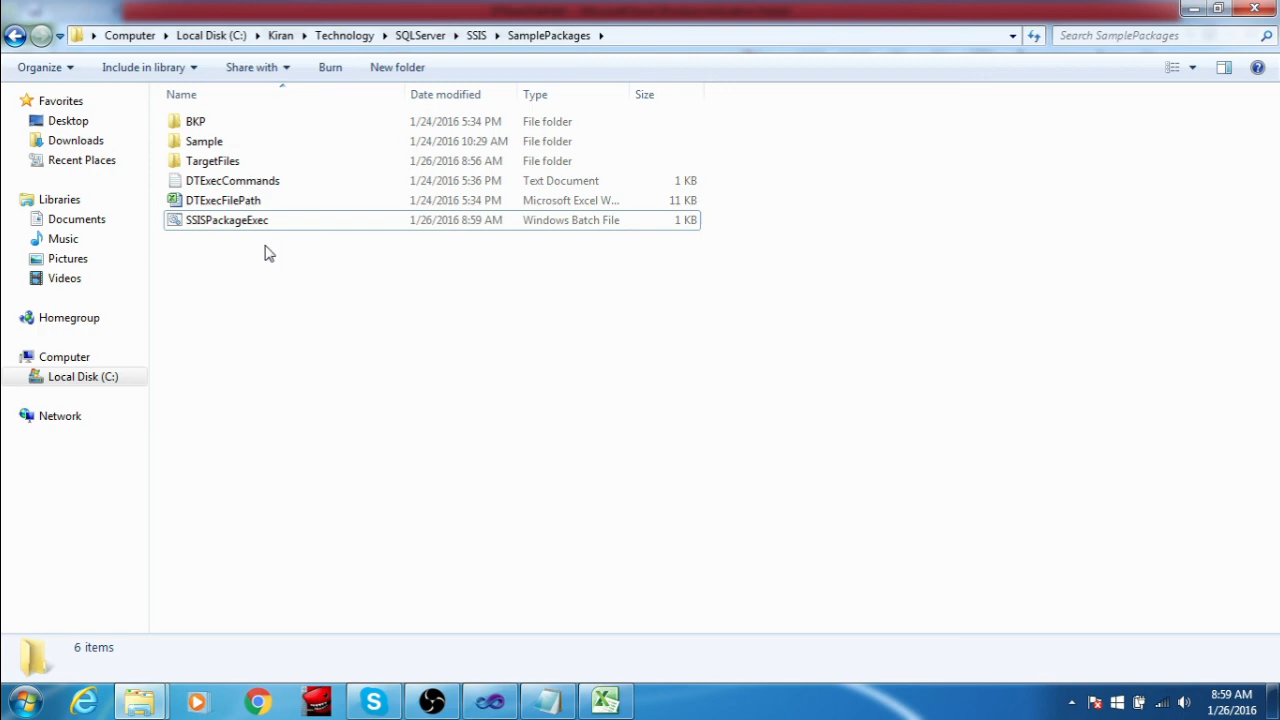 Computer Local Disk (C:) Kiran Technology SQLServer SSIS SamplePackages Search SamplePackages
Organize Include in library Share with Burn New folder
Name Date modified Type Size
Favorites
Desktop
Downloads
Recent Places
Libraries
Documents
Music
Pictures
Videos
Homegroup
Computer
Local Disk (C:)
Network
BKP 1/24/2016 5:34 PM File folder
Sample 1/24/2016 10:29 AM File folder
TargetFiles 1/26/2016 8:56 AM File folder
DTExecCommands 1/24/2016 5:36 PM Text Document 1 KB
DTExecFilePath 1/24/2016 5:34 PM Microsoft Excel W... 11 KB
SSISPackageExec 1/26/2016 8:59 AM Windows Batch File 1 KB
6 items
8:59 AM
1/26/2016